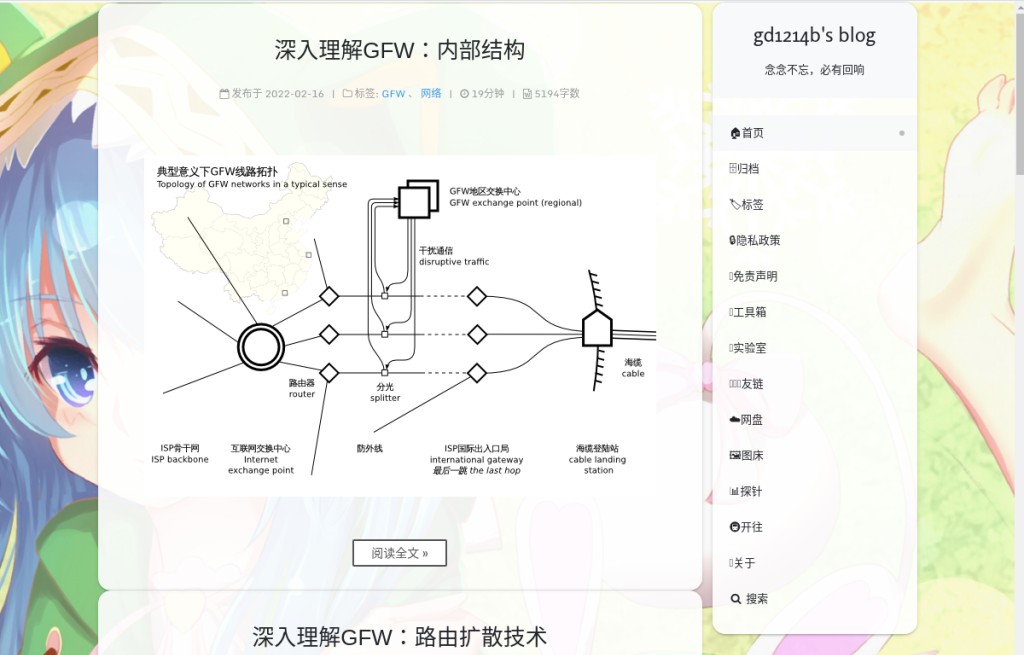 深入理解GFW：内部结构
发布于 2022-02-16 | 标签: GFW 、 网络 | 19分钟 | 5194字数
典型意义下GFW线路拓扑
Topology of GFW networks in a typical sense
GFW地区交换中心
GFW exchange point (regional)
干扰通信
disruptive traffic
海缆
cable
路由器
router
分光
splitter
ISP骨干网
ISP backbone
互联网交换中心
Internet
exchange point
防外线
ISP国际出入口局
international gateway
最后一跳 the last hop
海缆登陆站
cable landing
station
阅读全文 »
深入理解GFW：路由扩散技术
gd1214b's blog
念念不忘，必有回响
首页
归档
标签
隐私政策
免责声明
工具箱
实验室
友链
网盘
图床
探针
开往
关于
搜索